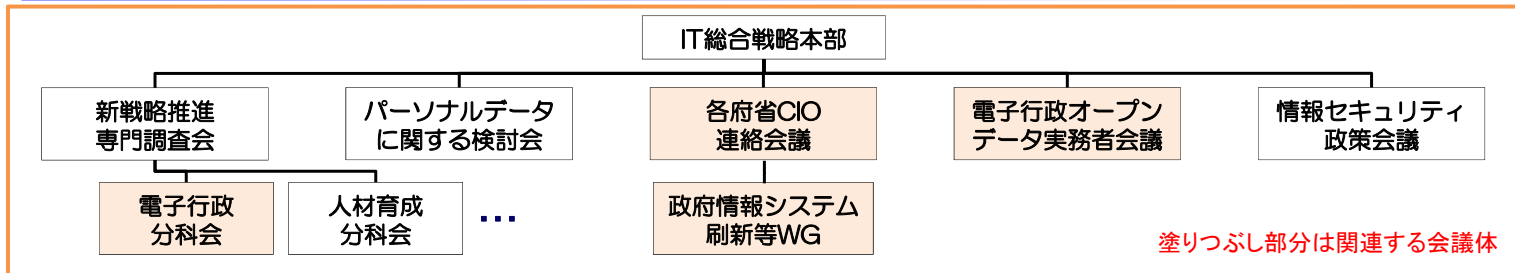 IT総合戦略本部
新戦略推進
専門調査会
パーソナルデータ
に関する検討会
各府省CIO
連絡会議
電子行政オープン
データ実務者会議
情報セキュリティ
政策会議
電子行政
分科会
人材育成
分科会
…
政府情報システム
刷新等WG
塗りつぶし部分は関連する会議体